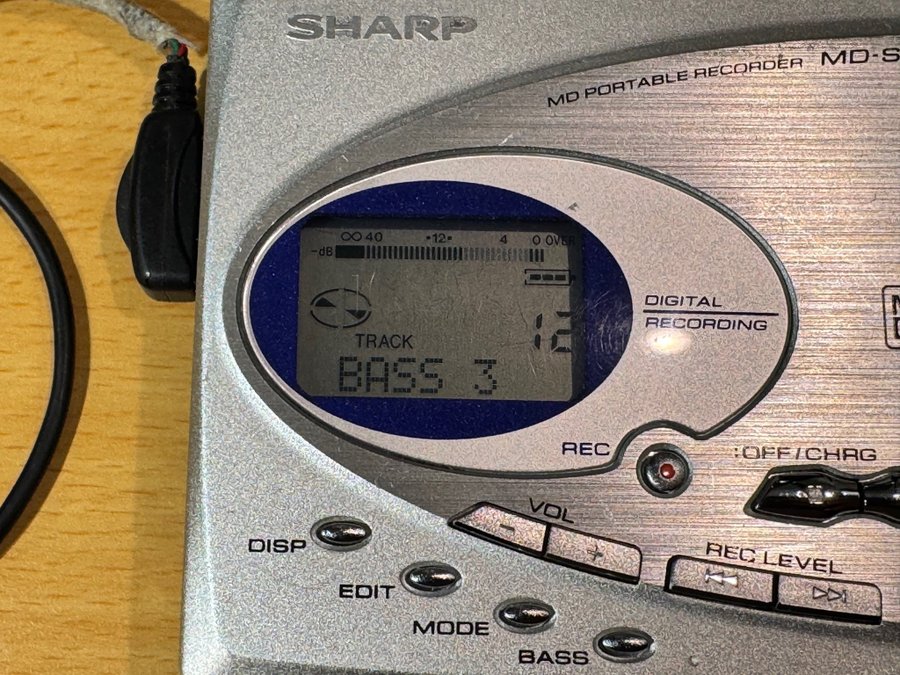 SHARP
MD PORTABLE RECORDER MD-S
∞ 40 •12• 4 0 OVER
-dB
DIGITAL
RECORDING
TRACK 12
BASS 3
REC
:OFF/CHRG
VOL
- +
REC LEVEL
DISP
EDIT
MODE
BASS